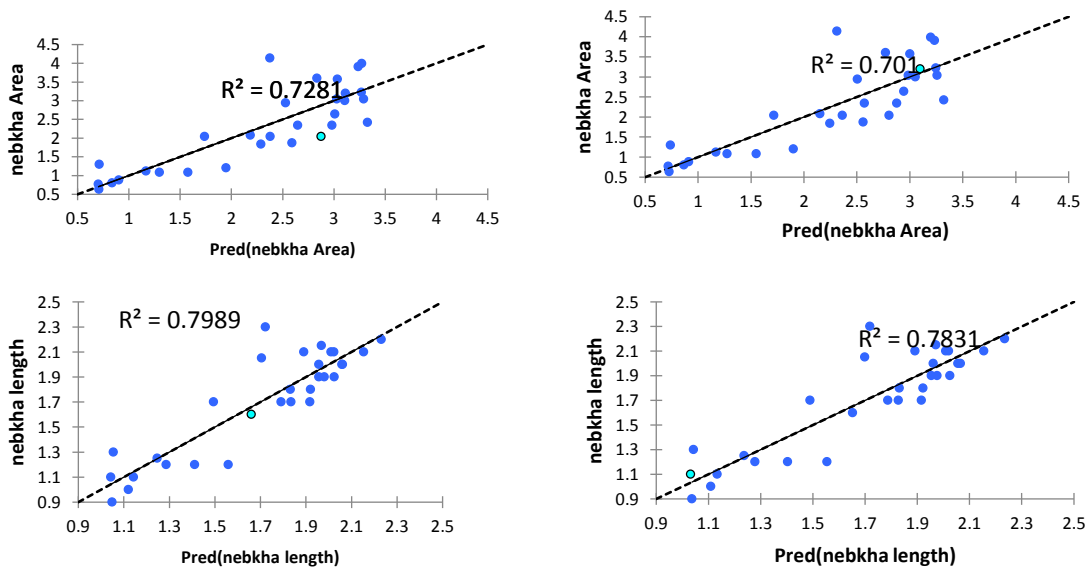 nebkha Area
4.5
4
3.5
3
2.5
2
1.5
1
0.5
R² = 0.7281
0.5 1 1.5 2 2.5 3 3.5 4 4.5
Pred(nebkha Area)
nebkha Area
4.5
4
3.5
3
2.5
2
1.5
1
0.5
R² = 0.701
0.5 1 1.5 2 2.5 3 3.5 4 4.5
Pred(nebkha Area)
nebkha length
2.5
2.3
2.1
1.9
1.7
1.5
1.3
1.1
0.9
R² = 0.7989
0.9 1.1 1.3 1.5 1.7 1.9 2.1 2.3 2.5
Pred(nebkha length)
nebkha length
2.5
2.3
2.1
1.9
1.7
1.5
1.3
1.1
0.9
R² = 0.7831
0.9 1.1 1.3 1.5 1.7 1.9 2.1 2.3 2.5
Pred(nebkha length)